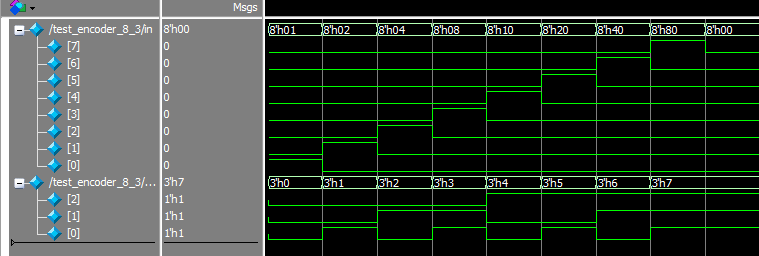 Msgs
/test_encoder_8_3/in 8'h00 8'h01 8'h02 8'h04 8'h08 8'h10 8'h20 8'h40 8'h80 8'h00
[7] 0
[6] 0
[5] 0
[4] 0
[3] 0
[2] 0
[1] 0
[0] 0
/test_encoder_8_3/... 3'h7 3'h0 3'h1 3'h2 3'h3 3'h4 3'h5 3'h6 3'h7
[2] 1'h1
[1] 1'h1
[0] 1'h1